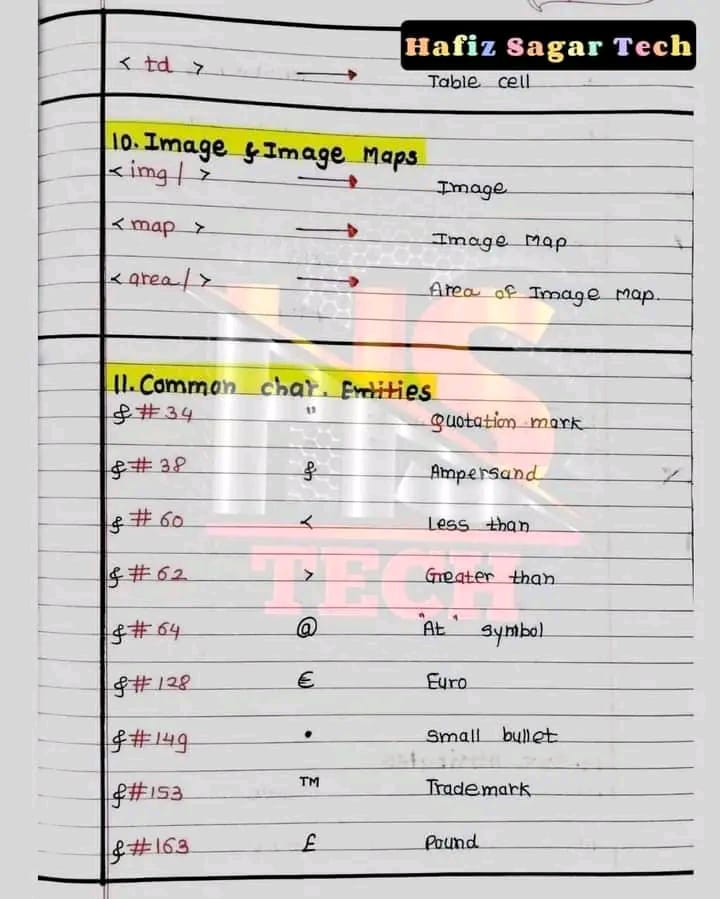 Hafiz Sagar Tech
< td > → Table cell
10. Image & Image Maps
< img / > → Image
< map > → Image Map
< area / > → Area of Image Map.
HS
TECH
11. Common char. Entities
&#34 " quotation mark
&#38 & Ampersand
&#60 < Less than
&#62 > Greater than
&#64 @ "At" symbol
&#128 € Euro
&#149 • Small bullet
&#153 TM Trademark
&#163 £ Pound